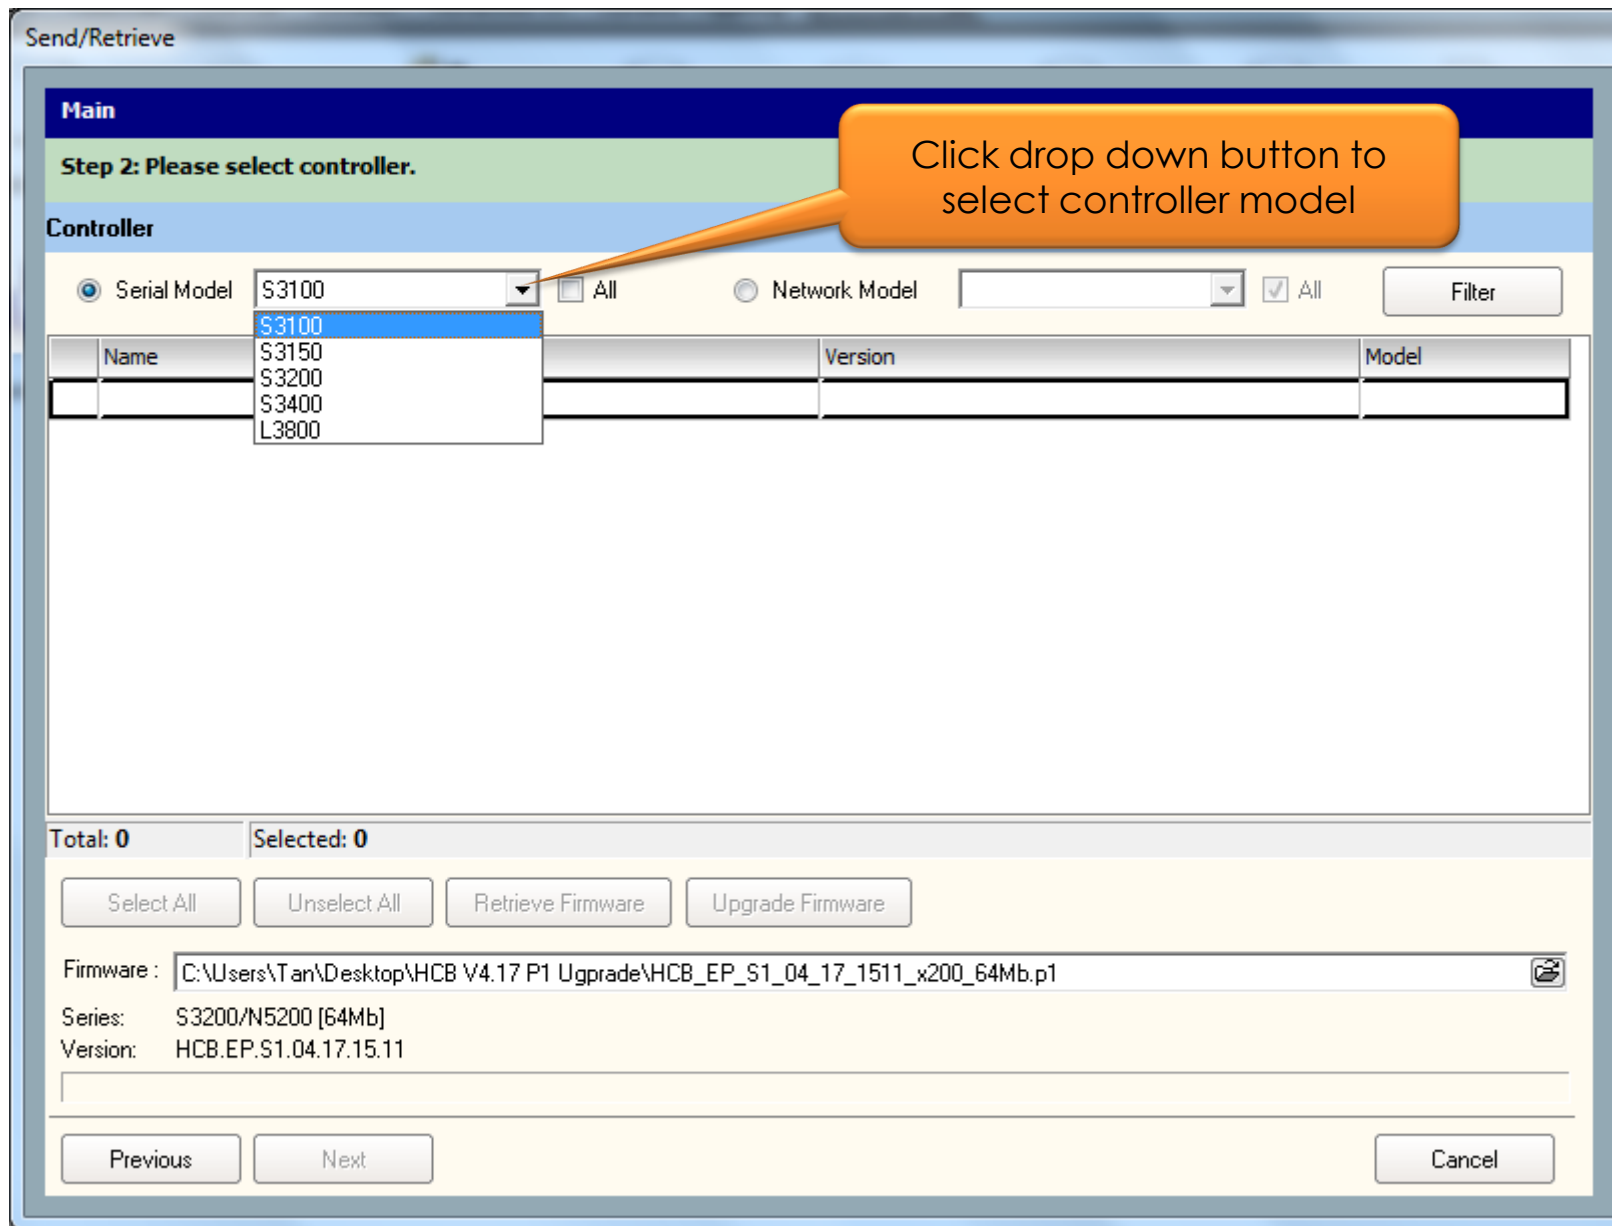 Send/Retrieve
Main
Step 2: Please select controller.
Click drop down button to
select controller model
Controller
Serial Model S3100 All Network Model All Filter
S3100
S3150
S3200
S3400
L3800
Name Version Model
Total: 0 Selected: 0
Select All Unselect All Retrieve Firmware Upgrade Firmware
Firmware : C:\Users\Tan\Desktop\HCB V4.17 P1 Ugprade\HCB_EP_S1_04_17_1511_x200_64Mb.p1
Series: S3200/N5200 [64Mb]
Version: HCB.EP.S1.04.17.15.11
Previous Next Cancel